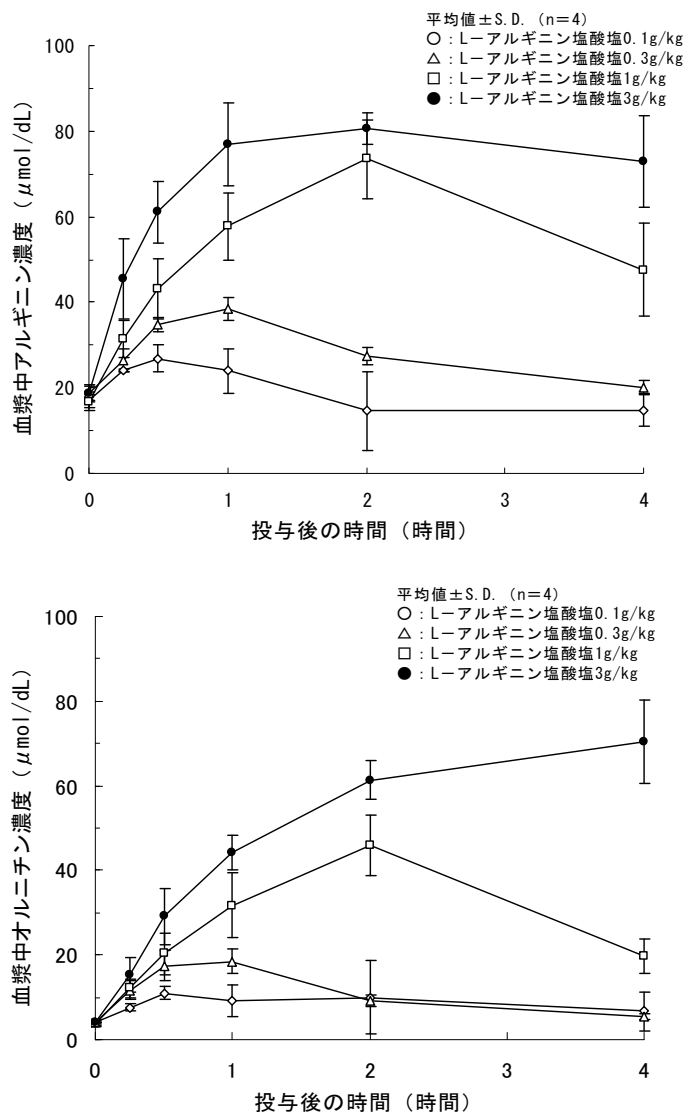 平均値±S.D. (n=4)
○:L-アルギニン塩酸塩0.1g/kg
△:L-アルギニン塩酸塩0.3g/kg
□:L-アルギニン塩酸塩1g/kg
●:L-アルギニン塩酸塩3g/kg
100
80
60
40
20
0
血漿中アルギニン濃度(μmol/dL)
0 1 2 3 4
投与後の時間(時間)
平均値±S.D. (n=4)
○:L-アルギニン塩酸塩0.1g/kg
△:L-アルギニン塩酸塩0.3g/kg
□:L-アルギニン塩酸塩1g/kg
●:L-アルギニン塩酸塩3g/kg
100
80
60
40
20
0
血漿中オルニチン濃度(μmol/dL)
0 1 2 3 4
投与後の時間(時間)